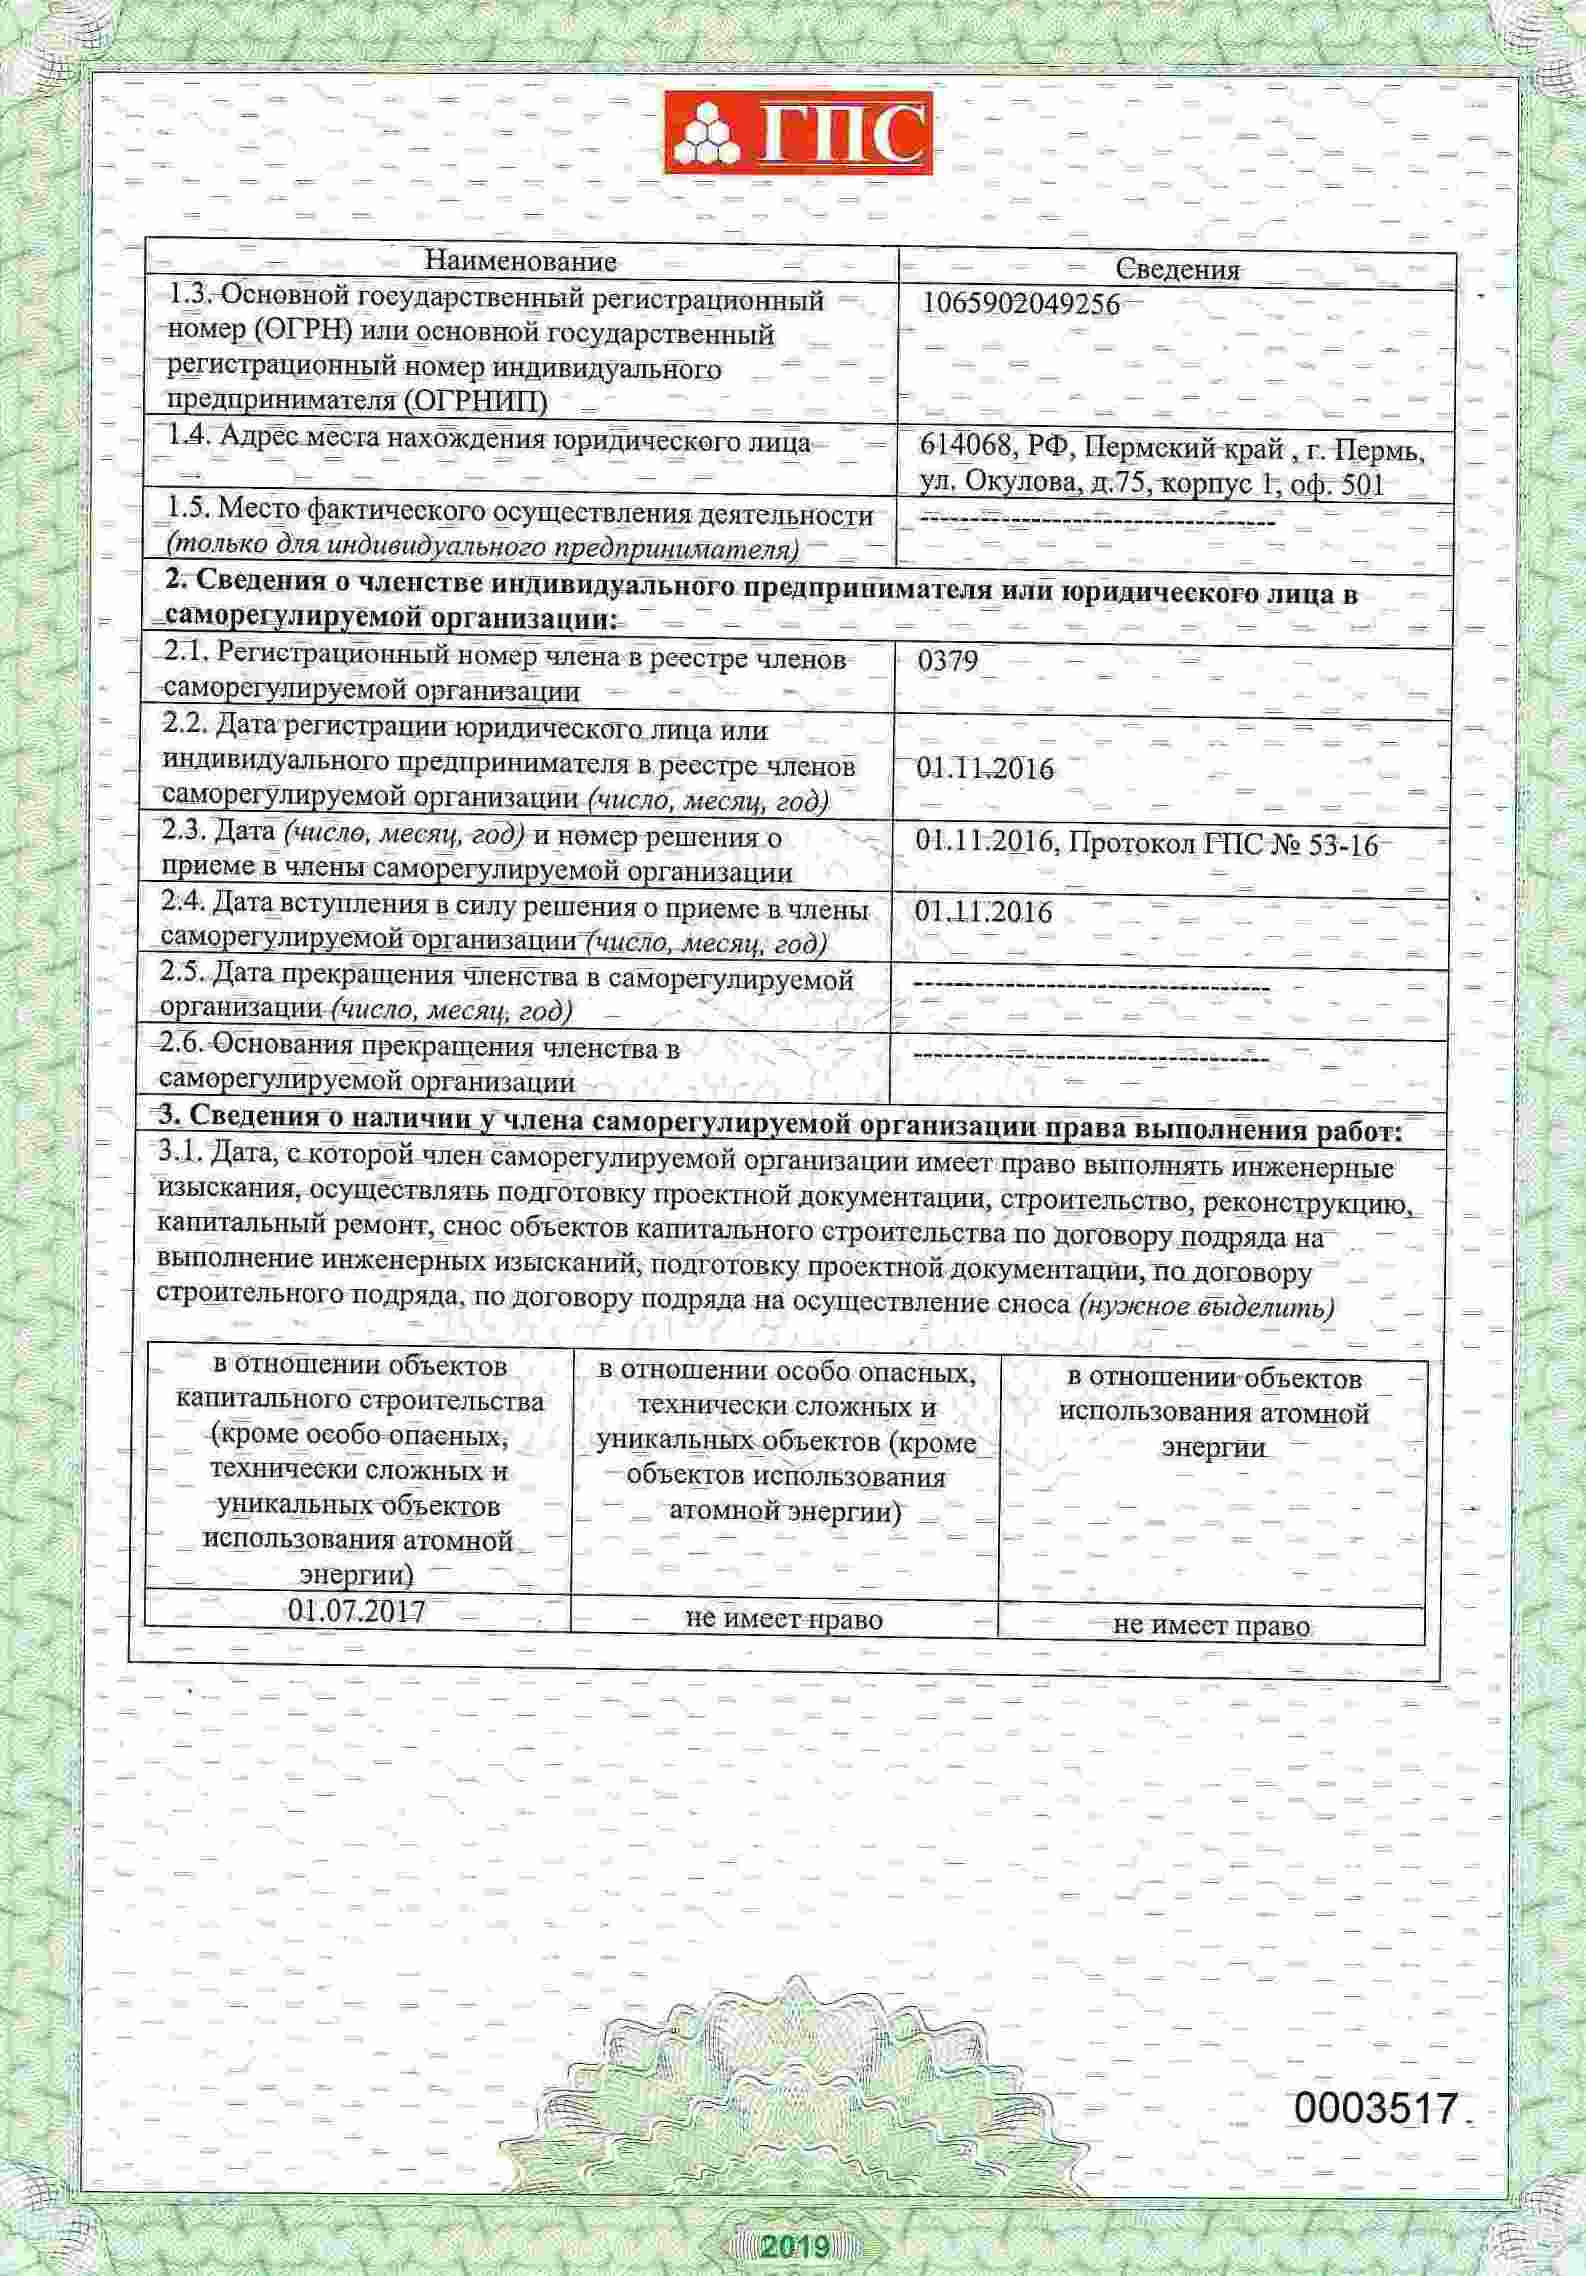 ГПС
Наименование
Сведения
1.3. Основной государственный регистрационный
номер (ОГРН) или основной государственный
регистрационный номер индивидуального
предпринимателя (ОГРНИП)
1065902049256
1.4. Адрес места нахождения юридического лица
614068, РФ, Пермский край , г. Пермь,
ул. Окулова, д.75, корпус 1, оф. 501
1.5. Место фактического осуществления деятельности
(только для индивидуального предпринимателя)
-----------------------------------
2. Сведения о членстве индивидуального предпринимателя или юридического лица в
саморегулируемой организации:
2.1. Регистрационный номер члена в реестре членов
саморегулируемой организации
0379
2.2. Дата регистрации юридического лица или
индивидуального предпринимателя в реестре членов
саморегулируемой организации (число, месяц, год)
01.11.2016
2.3. Дата (число, месяц, год) и номер решения о
приеме в члены саморегулируемой организации
01.11.2016, Протокол ГПС № 53-16
2.4. Дата вступления в силу решения о приеме в члены
саморегулируемой организации (число, месяц, год)
01.11.2016
2.5. Дата прекращения членства в саморегулируемой
организации (число, месяц, год)
-----------------------------------
2.6. Основания прекращения членства в
саморегулируемой организации
-----------------------------------
3. Сведения о наличии у члена саморегулируемой организации права выполнения работ:
3.1. Дата, с которой член саморегулируемой организации имеет право выполнять инженерные
изыскания, осуществлять подготовку проектной документации, строительство, реконструкцию,
капитальный ремонт, снос объектов капитального строительства по договору подряда на
выполнение инженерных изысканий, подготовку проектной документации, по договору
строительного подряда, по договору подряда на осуществление сноса (нужное выделить)
в отношении объектов
капитального строительства
(кроме особо опасных,
технически сложных и
уникальных объектов
использования атомной
энергии)
в отношении особо опасных,
технически сложных и
уникальных объектов (кроме
объектов использования
атомной энергии)
в отношении объектов
использования атомной
энергии
01.07.2017
не имеет право
не имеет право
0003517
2019